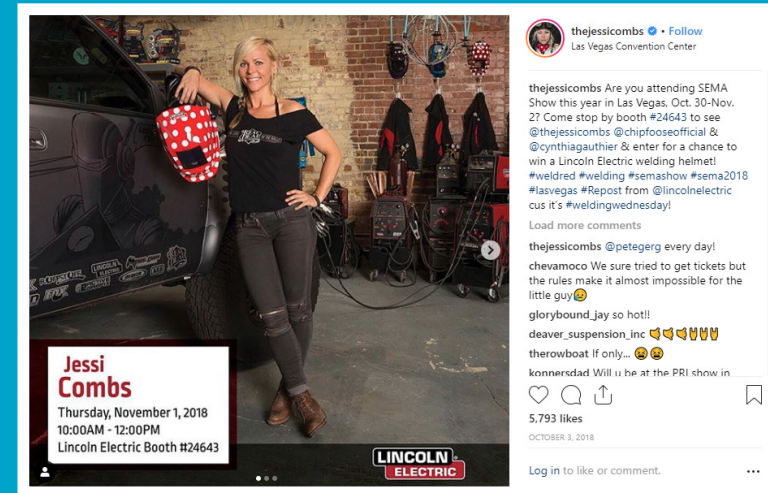 thejessicombs • Follow
Las Vegas Convention Center
thejessicombs Are you attending SEMA
Show this year in Las Vegas, Oct. 30-Nov.
2? Come stop by booth #24643 to see
@thejessicombs @chipfooseofficial &
@cynthiagauthier & enter for a chance to
win a Lincoln Electric welding helmet!
#weldred #welding #semashow #sema2018
#lasvegas #Repost from @lincolnelectric
cus it's #weldingwednesday!
Load more comments
thejessicombs @petegerg every day!
chevamoco We sure tried to get tickets but
the rules make it almost impossible for the
little guy😥
glorybound_jay so hot!!
deaver_suspension_inc
therowboat If only... 😫😫
konnersdad Will u be at the PRI show in
5,793 likes
OCTOBER 3, 2018
Log in to like or comment.
Jessi
Combs
Thursday, November 1, 2018
10:00AM - 12:00PM
Lincoln Electric Booth #24643
LINCOLN
ELECTRIC
LINCOLN
ELECTRIC